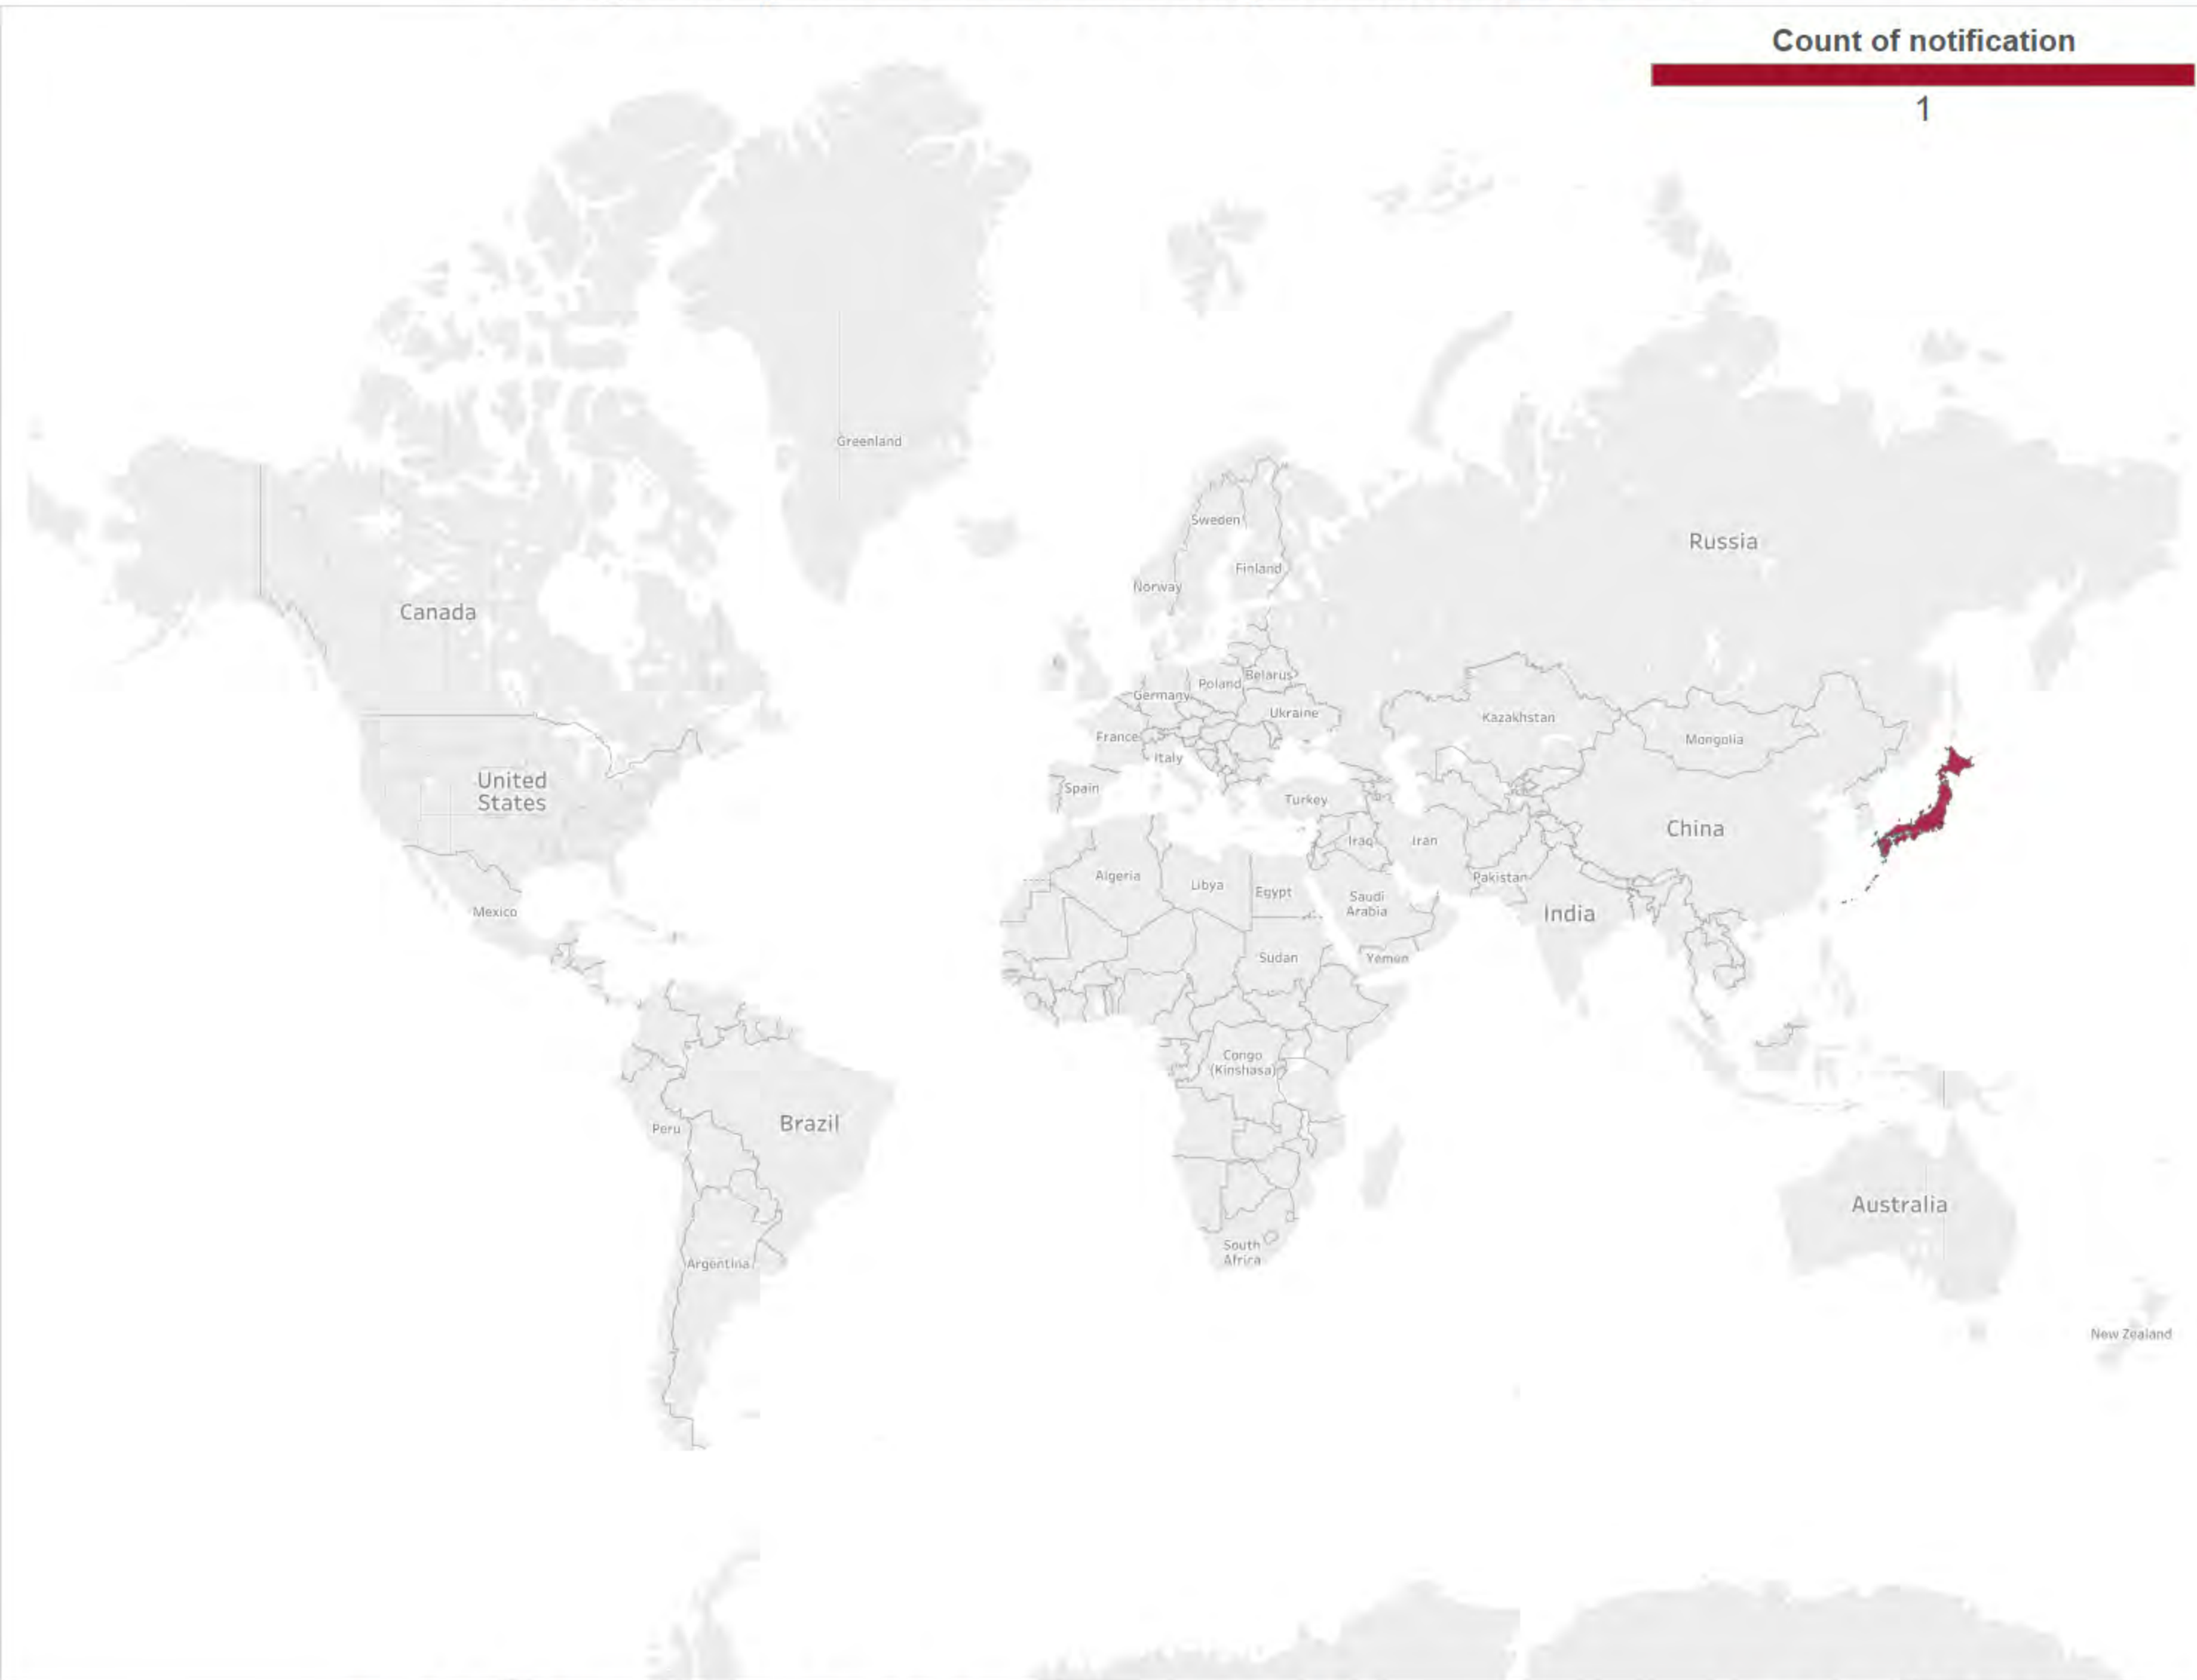 Count of notification
1
Greenland
Sweden
Russia
Finland
Norway
Canada
Belarus
Poland
Germany
Ukraine
Kazakhstan
France
Mongolia
Italy
United
States
Spain
Turkey
China
Iraq
Iran
Algeria
Pakistan
Libya
Egypt
Saudi
Arabia
India
Mexico
Sudan
Yemen
Congo
(Kinshasa)
Brazil
Peru
Australia
South
Africa
Argentina
New Zealand